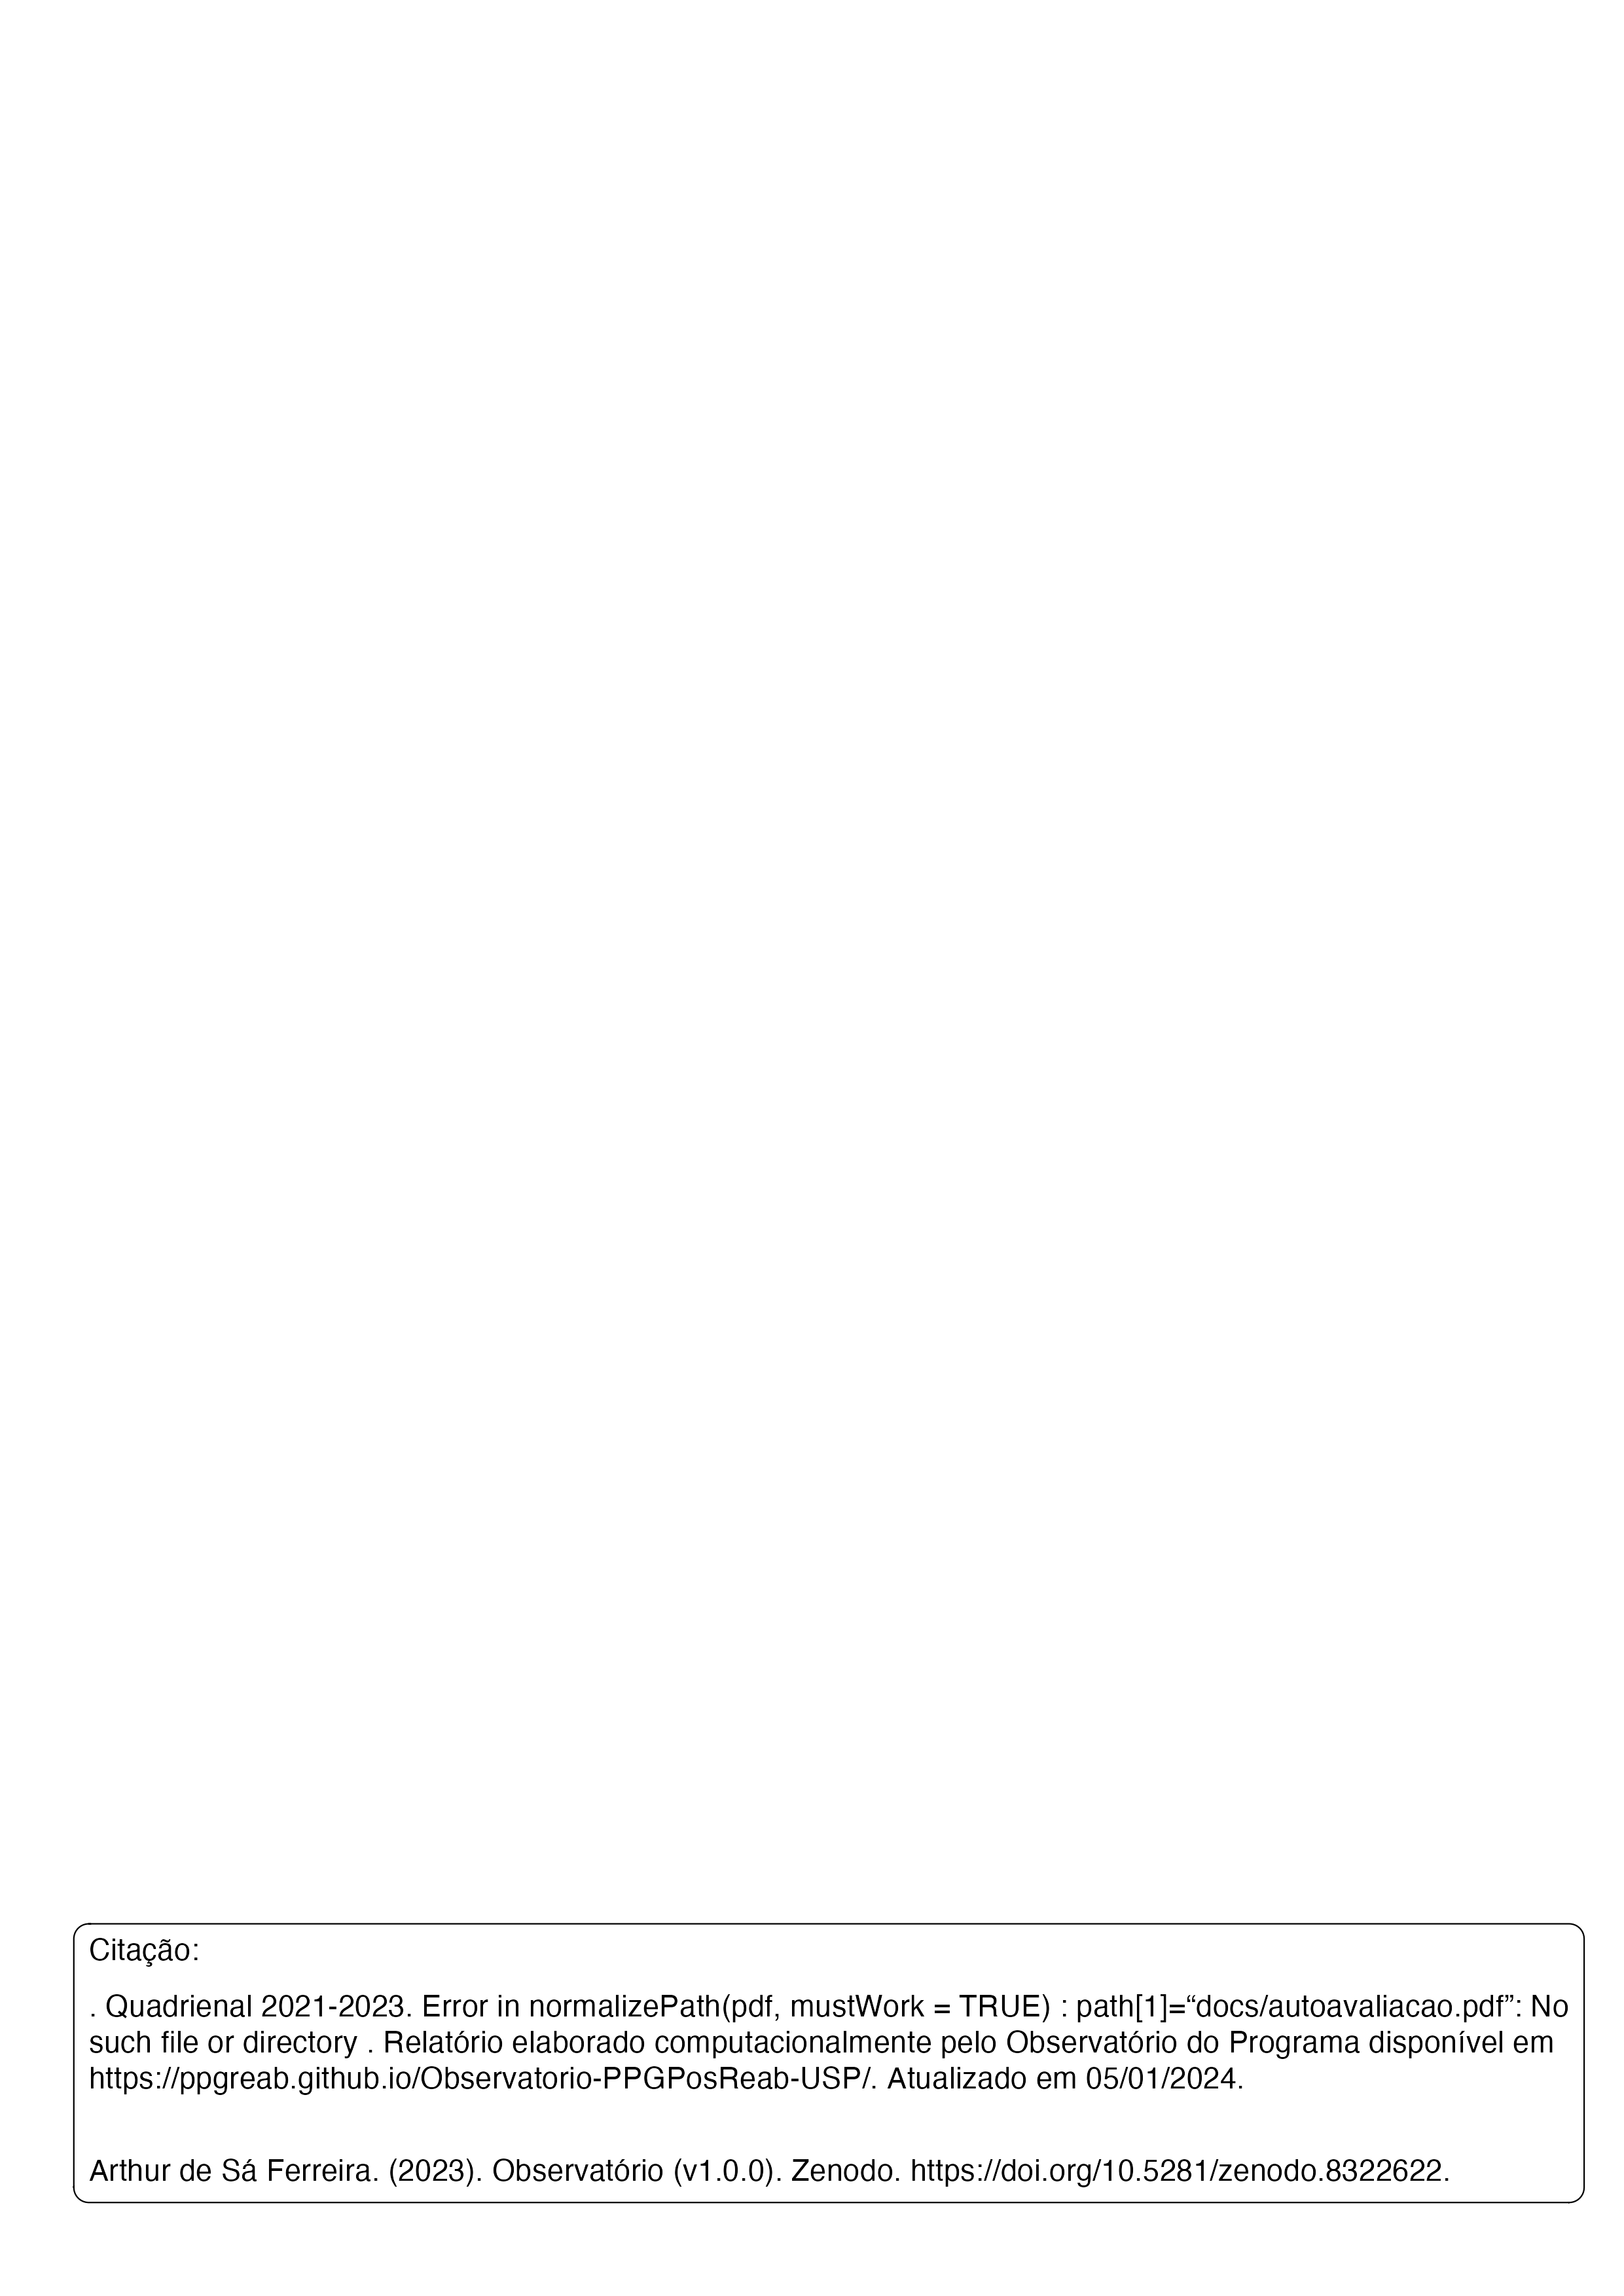 Citação:
. Quadrienal 2021-2023. Error in normalizePath(pdf, mustWork = TRUE) : path[1]=“docs/autoavaliacao.pdf”: No
such file or directory . Relatório elaborado computacionalmente pelo Observatório do Programa disponível em
https://ppgreab.github.io/Observatorio-PPGPosReab-USP/. Atualizado em 05/01/2024.
Arthur de Sá Ferreira. (2023). Observatório (v1.0.0). Zenodo. https://doi.org/10.5281/zenodo.8322622.